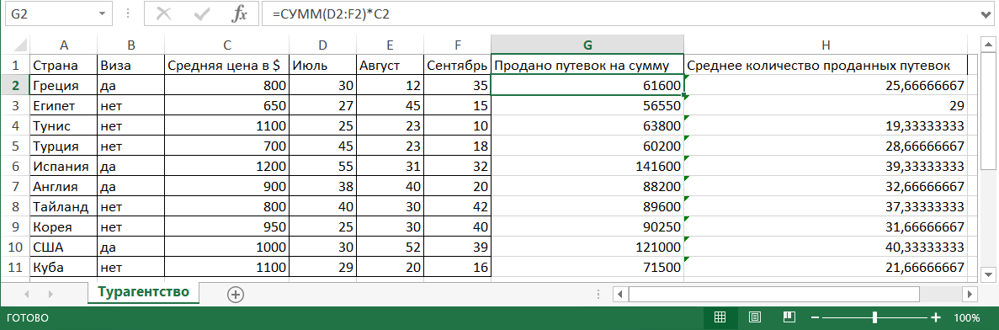 G2 fx =СУММ(D2:F2)*C2
A B C D E F G H
1 Страна Виза Средняя цена в $ Июль Август Сентябрь Продано путевок на сумму Среднее количество проданных путевок
2 Греция да 800 30 12 35 61600 25,66666667
3 Египет нет 650 27 45 15 56550 29
4 Тунис нет 1100 25 23 10 63800 19,33333333
5 Турция нет 700 45 23 18 60200 28,66666667
6 Испания да 1200 55 31 32 141600 39,33333333
7 Англия да 900 38 40 20 88200 32,66666667
8 Тайланд нет 800 40 30 42 89600 37,33333333
9 Корея нет 950 25 30 40 90250 31,66666667
10 США да 1000 30 52 39 121000 40,33333333
11 Куба нет 1100 29 20 16 71500 21,66666667
Турагентство
ГОТОВО 100%